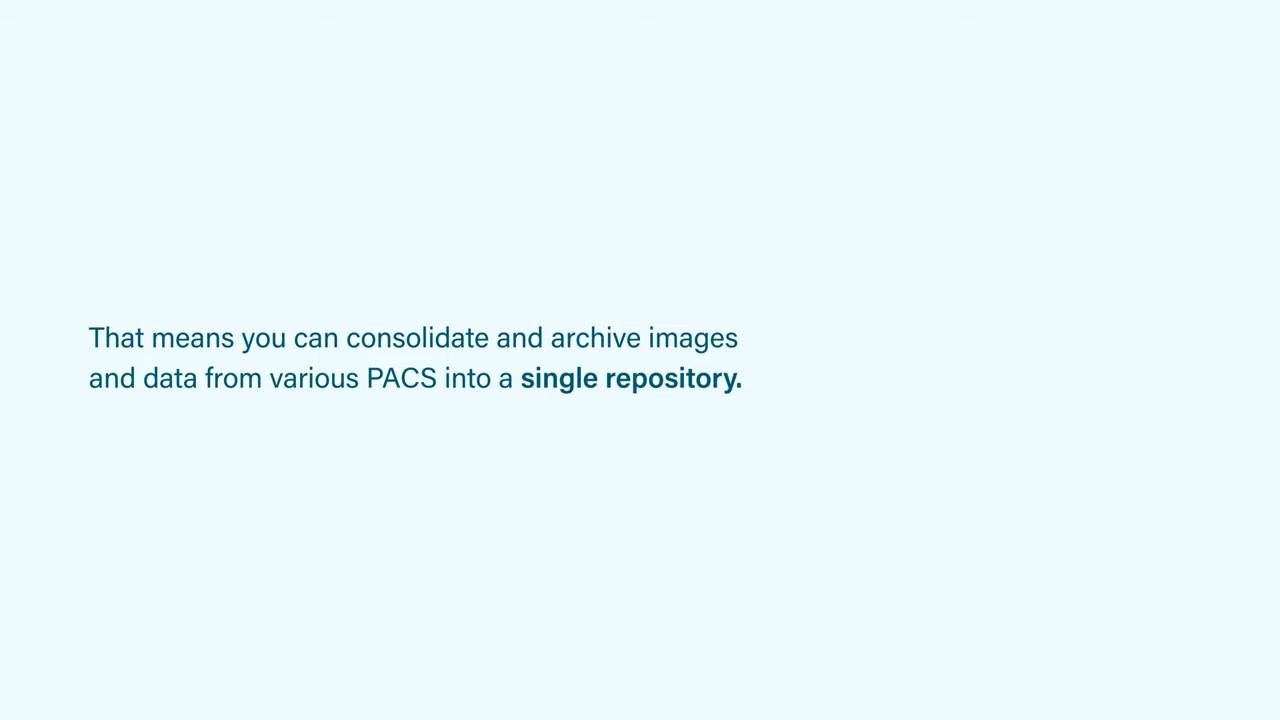 That means you can consolidate and archive images
and data from various PACS into a single repository.